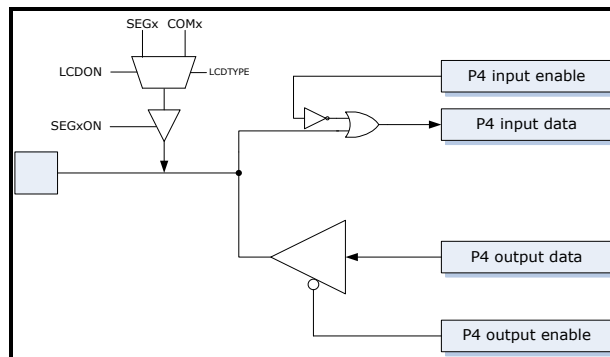 SEGx COMx
LCDON
LCDTYPE
SEGxON
P4 input enable
P4 input data
P4 output data
P4 output enable